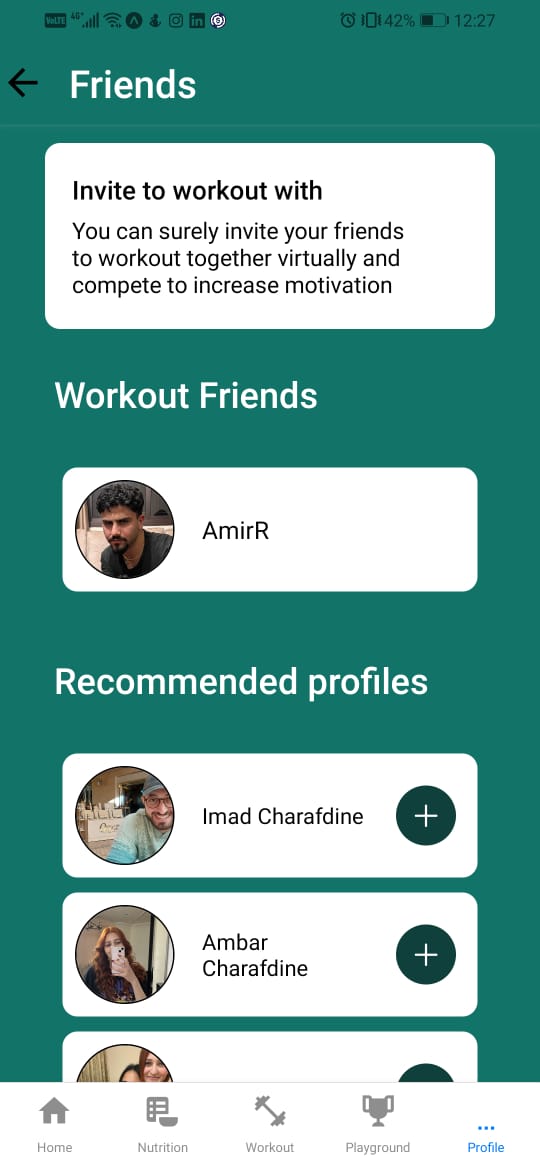 VoLTE 4G 42% 12:27
Friends
Invite to workout with
You can surely invite your friends
to workout together virtually and
compete to increase motivation
Workout Friends
AmirR
Recommended profiles
Imad Charafdine
Ambar
Charafdine
Home Nutrition Workout Playground Profile